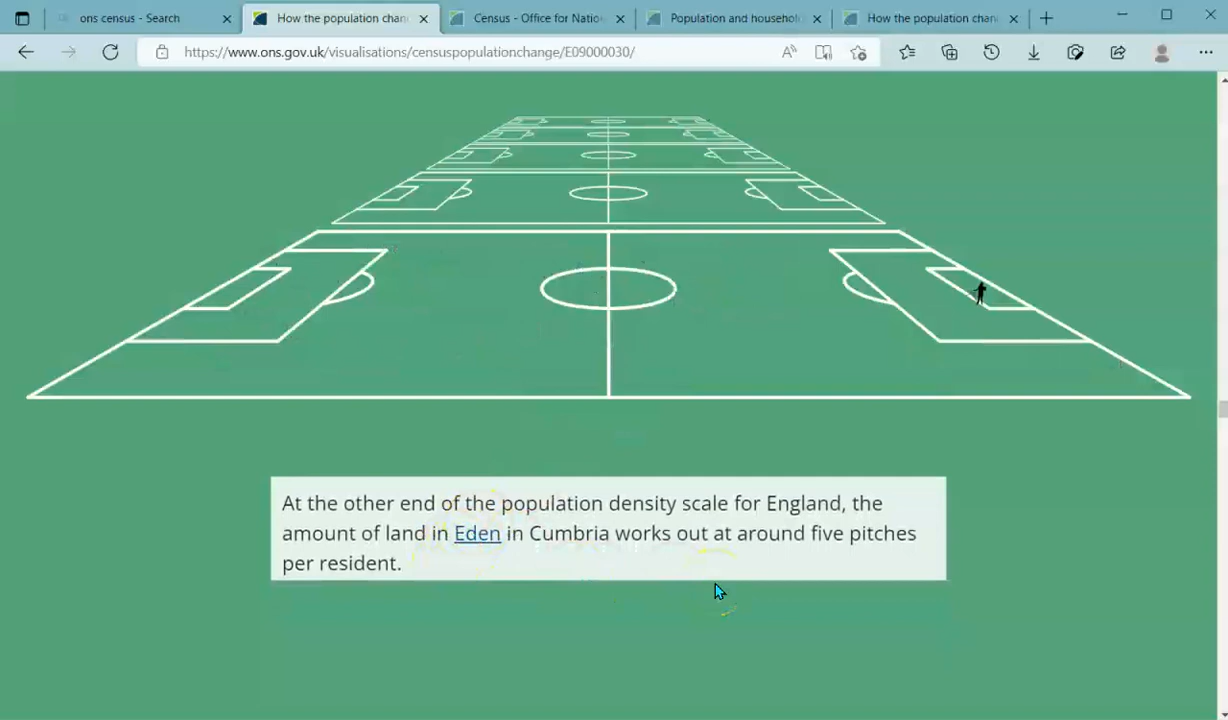 ons census - Search
How the population chan
Census - Office for Natio
Population and househol
How the population chan
https://www.ons.gov.uk/visualisations/censuspopulationchange/E09000030/
At the other end of the population density scale for England, the
amount of land in Eden in Cumbria works out at around five pitches
per resident.